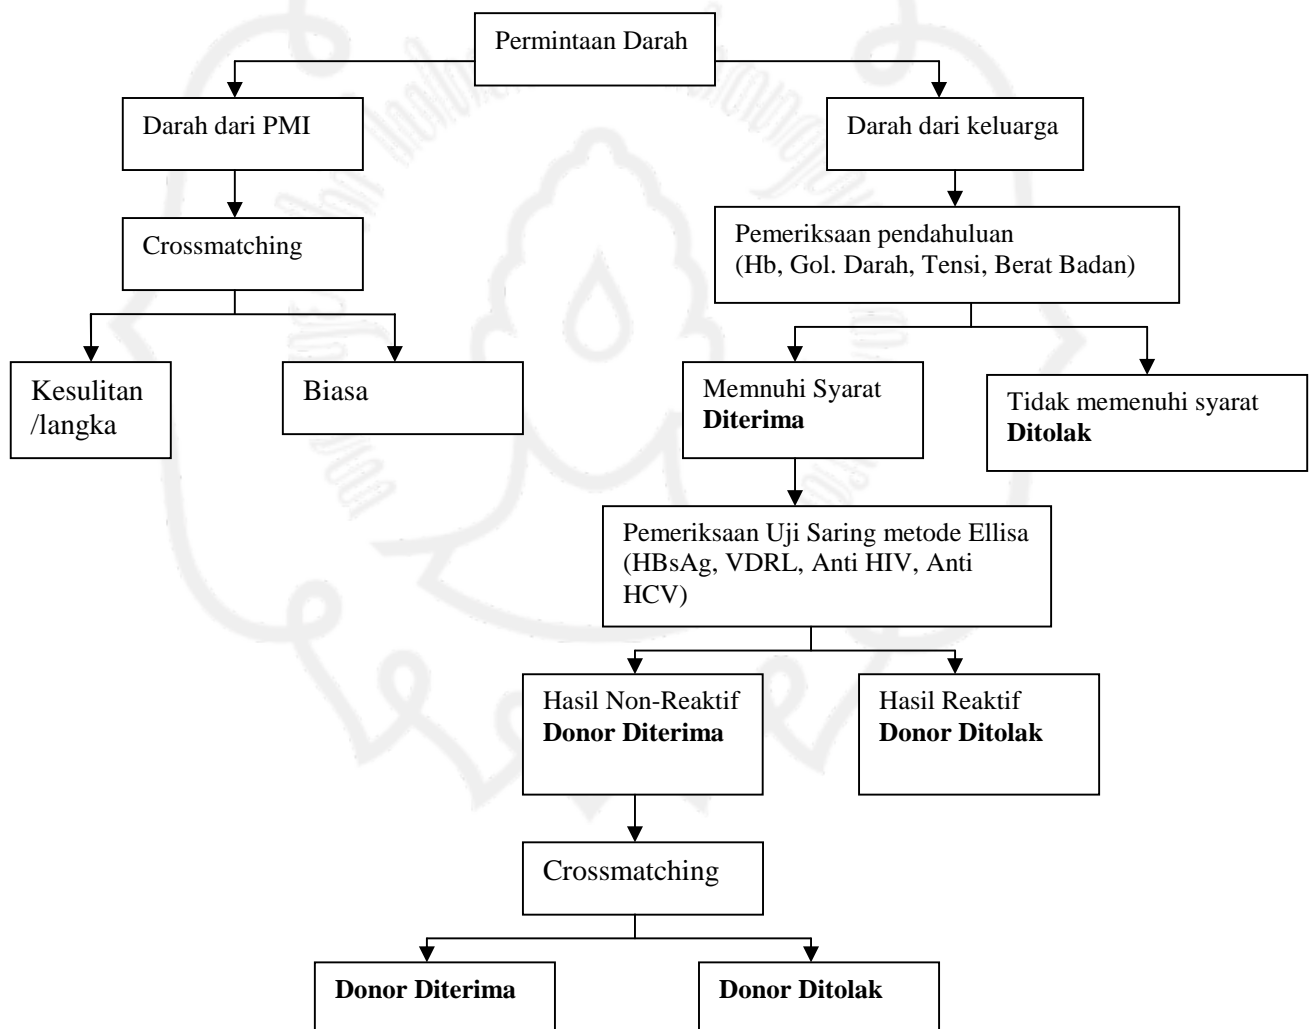 Permintaan Darah
Darah dari PMI
Darah dari keluarga
Crossmatching
Pemeriksaan pendahuluan
(Hb, Gol. Darah, Tensi, Berat Badan)
Kesulitan
/langka
Biasa
Memnuhi Syarat
Diterima
Tidak memenuhi syarat
Ditolak
Pemeriksaan Uji Saring metode Ellisa
(HBsAg, VDRL, Anti HIV, Anti
HCV)
Hasil Non-Reaktif
Donor Diterima
Hasil Reaktif
Donor Ditolak
Crossmatching
Donor Diterima
Donor Ditolak